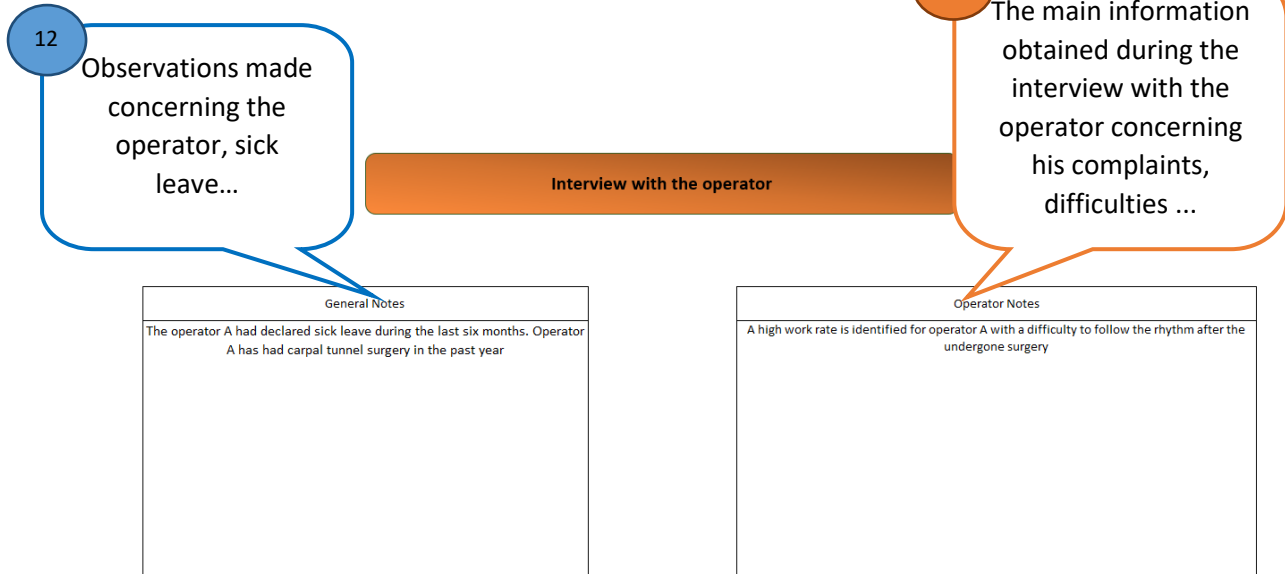 12
Observations made
concerning the
operator, sick
leave...
The main information
obtained during the
interview with the
operator concerning
his complaints,
difficulties ...
Interview with the operator
General Notes
The operator A had declared sick leave during the last six months. Operator
A has had carpal tunnel surgery in the past year
Operator Notes
A high work rate is identified for operator A with a difficulty to follow the rhythm after the
undergone surgery